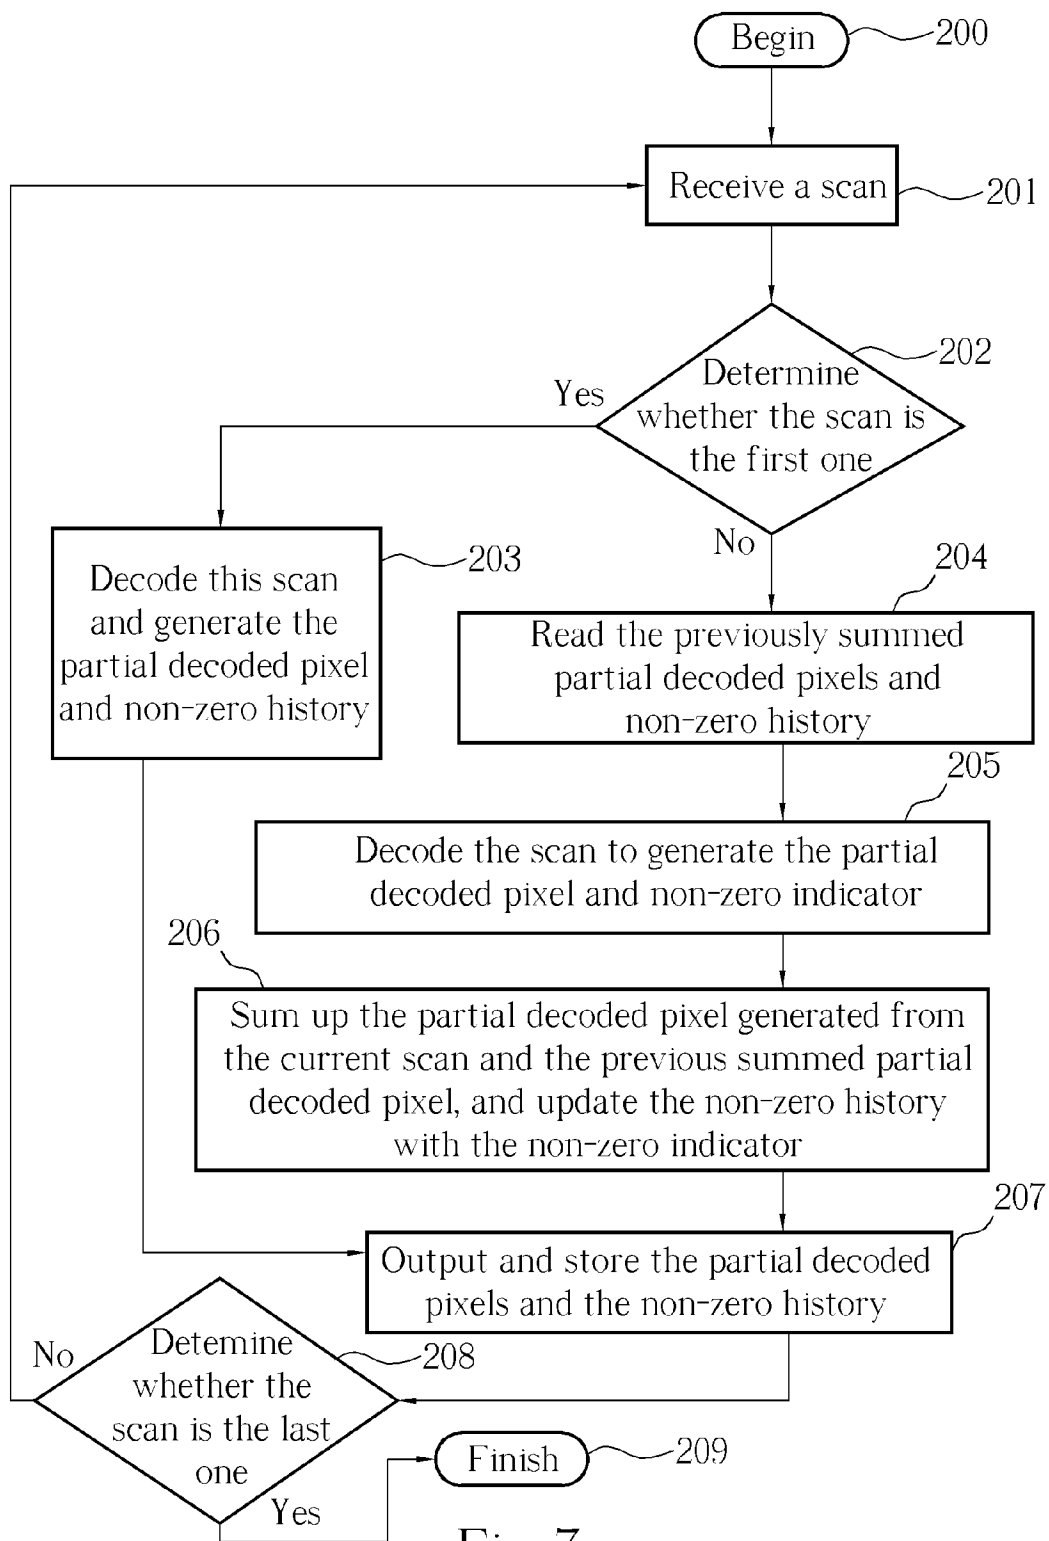 Begin
200
Receive a scan
201
202
Determine
whether the scan is
the first one
Yes
No
203
Decode this scan
and generate the
partial decoded pixel
and non-zero history
204
Read the previously summed
partial decoded pixels and
non-zero history
205
Decode the scan to generate the partial
decoded pixel and non-zero indicator
206
Sum up the partial decoded pixel generated from
the current scan and the previous summed partial
decoded pixel, and update the non-zero history
with the non-zero indicator
207
Output and store the partial decoded
pixels and the non-zero history
No
Detemine
whether the
scan is the last
one
208
Yes
Finish
209
Fig. 7